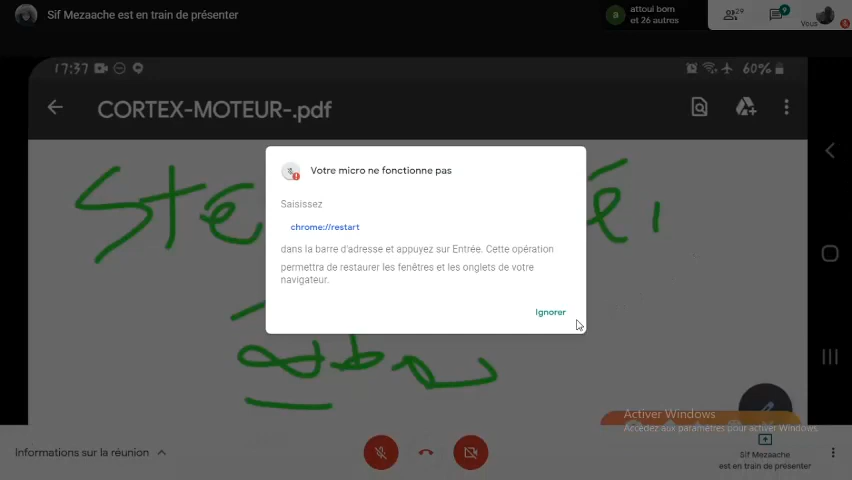 Sif Mezaache est en train de présenter
attoui bom
et 26 autres
29
9
Vous
17:37
60%
CORTEX-MOTEUR-.pdf
Votre micro ne fonctionne pas
Saisissez
chrome://restart
dans la barre d'adresse et appuyez sur Entrée. Cette opération
permettra de restaurer les fenêtres et les onglets de votre
navigateur.
Ignorer
Activer Windows
Accédez aux paramètres pour activer Windows.
Informations sur la réunion
Sif Mezaache
est en train de présenter